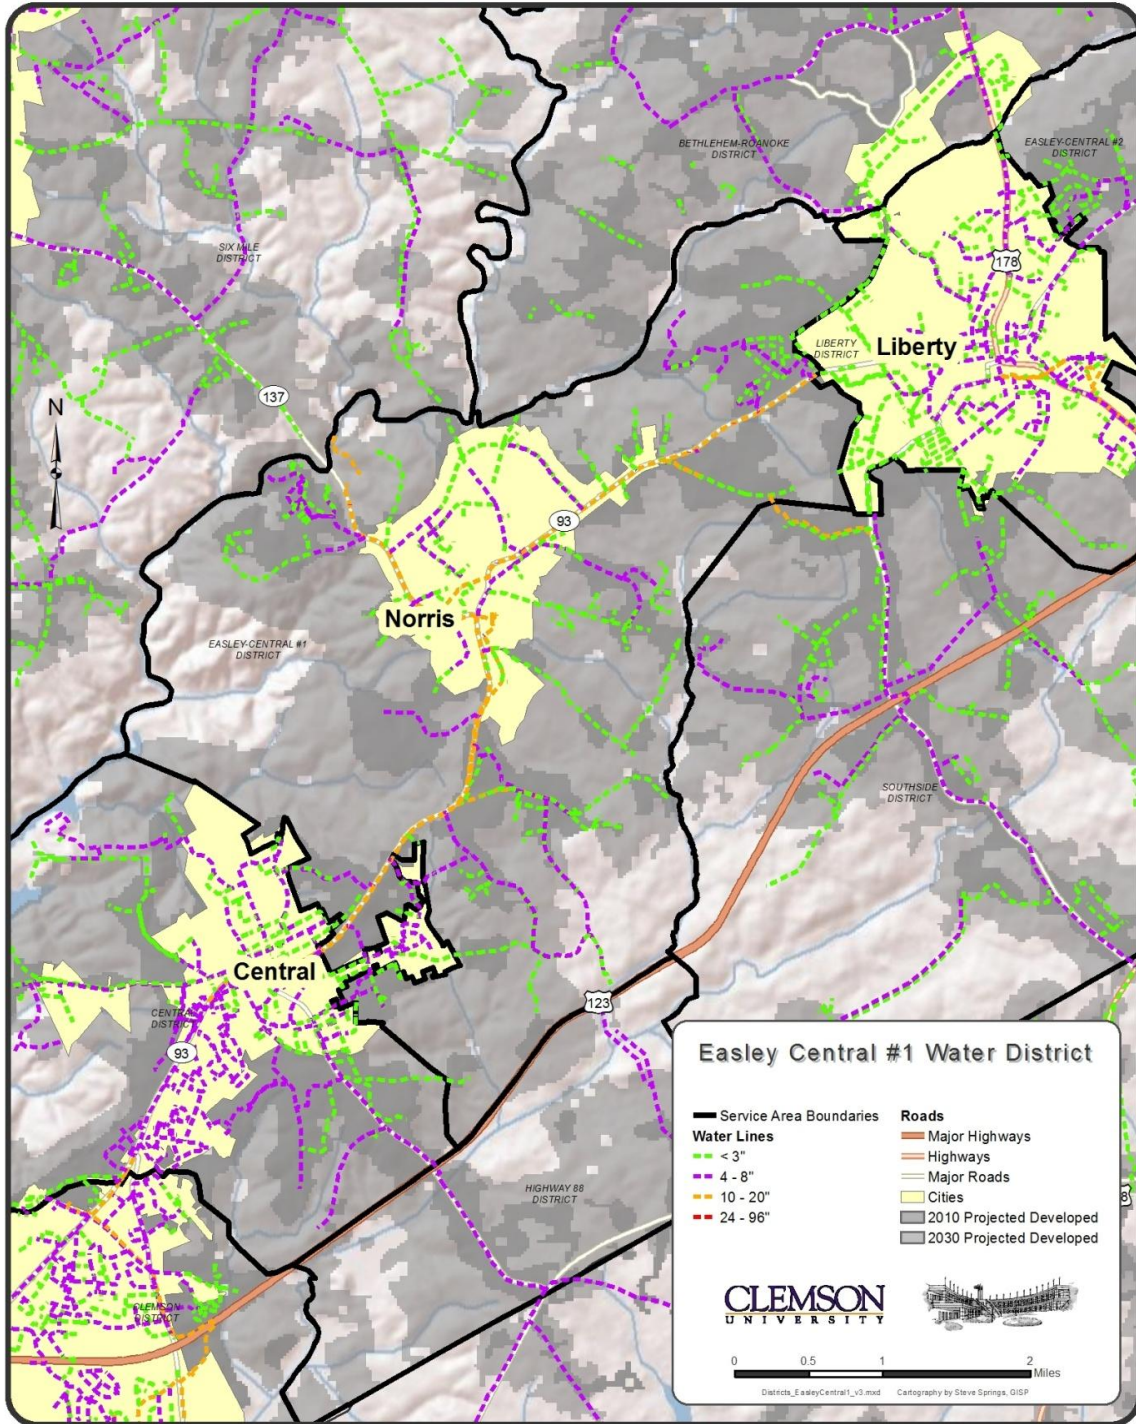 BETHLEHEM-ROANOKE
DISTRICT
EASLEY-CENTRAL #2
DISTRICT
SIX MILE
DISTRICT
178
LIBERTY
DISTRICT
Liberty
137
N
93
Norris
EASLEY-CENTRAL #1
DISTRICT
SOUTHSIDE
DISTRICT
Central
123
CENTRAL
DISTRICT
93
HIGHWAY 88
DISTRICT
CLEMSON
DISTRICT
Easley Central #1 Water District
Service Area Boundaries
Water Lines
< 3"
4 - 8"
10 - 20"
24 - 96"
Roads
Major Highways
Highways
Major Roads
Cities
2010 Projected Developed
2030 Projected Developed
8
CLEMSON
UNIVERSITY
0 0.5 1 2
Miles
Districts_EasleyCentral1_v3.mxd Cartography by Steve Springs, GISP